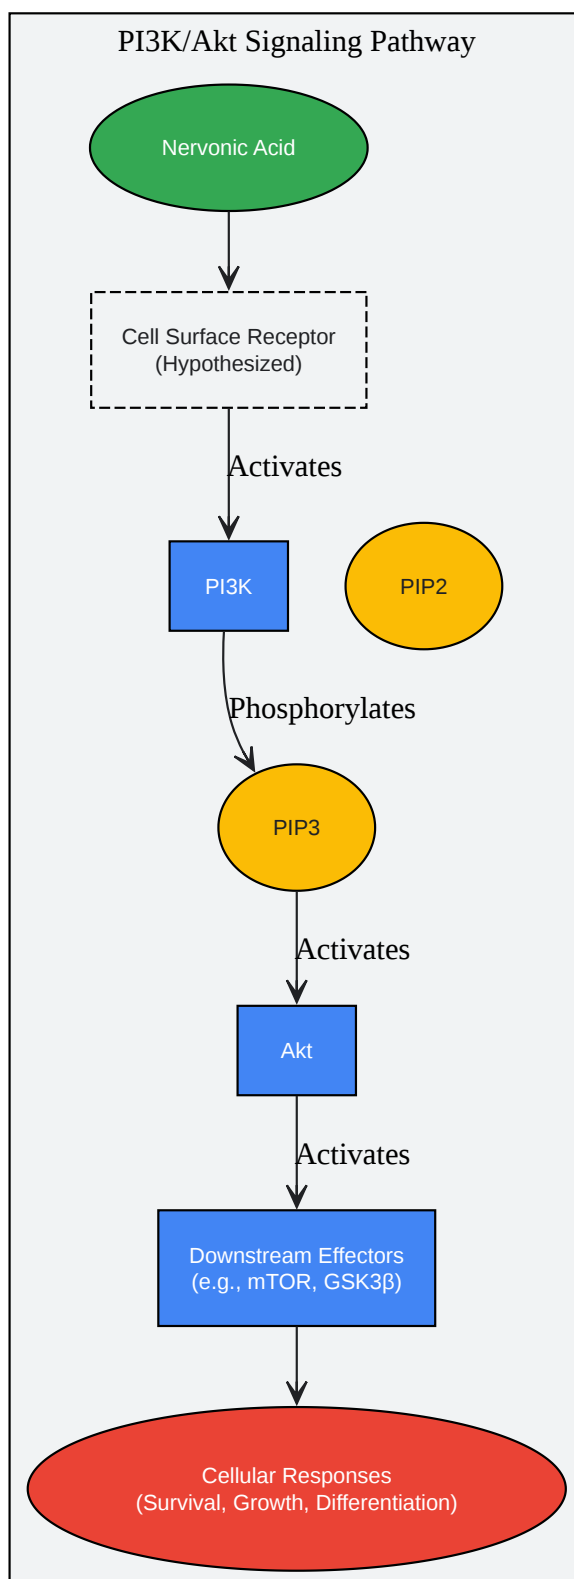 PI3K/Akt Signaling Pathway
Nervonic Acid
Cell Surface Receptor
(Hypothesized)
Activates
PI3K
PIP2
Phosphorylates
PIP3
Activates
Akt
Activates
Downstream Effectors
(e.g., mTOR, GSK3β)
Cellular Responses
(Survival, Growth, Differentiation)